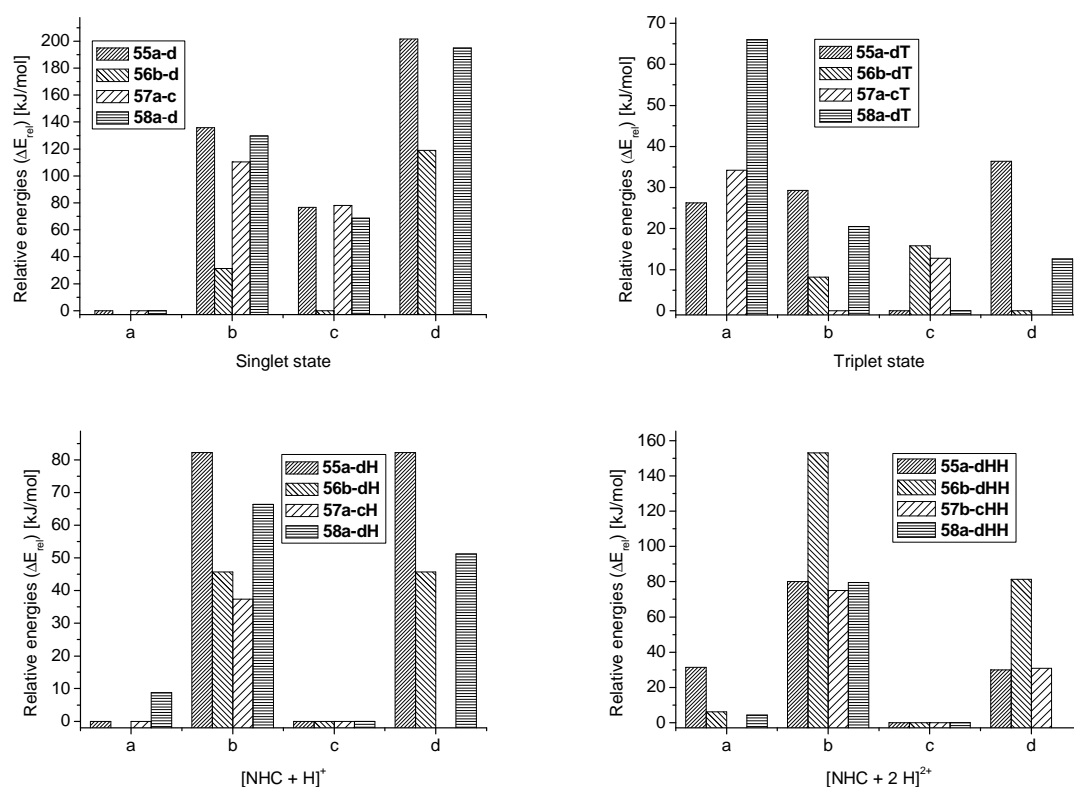 Relative energies (ΔE_rel) [kJ/mol]
200
180
160
140
120
100
80
60
40
20
0
55a-d
56b-d
57a-c
58a-d
a b c d
Singlet state
Relative energies (ΔE_rel) [kJ/mol]
70
60
50
40
30
20
10
0
55a-dT
56b-dT
57a-cT
58a-dT
a b c d
Triplet state
Relative energies (ΔE_rel) [kJ/mol]
80
70
60
50
40
30
20
10
0
55a-dH
56b-dH
57a-cH
58a-dH
a b c d
[NHC + H]⁺
Relative energies (ΔE_rel) [kJ/mol]
160
140
120
100
80
60
40
20
0
55a-dHH
56b-dHH
57b-cHH
58a-dHH
a b c d
[NHC + 2 H]²⁺